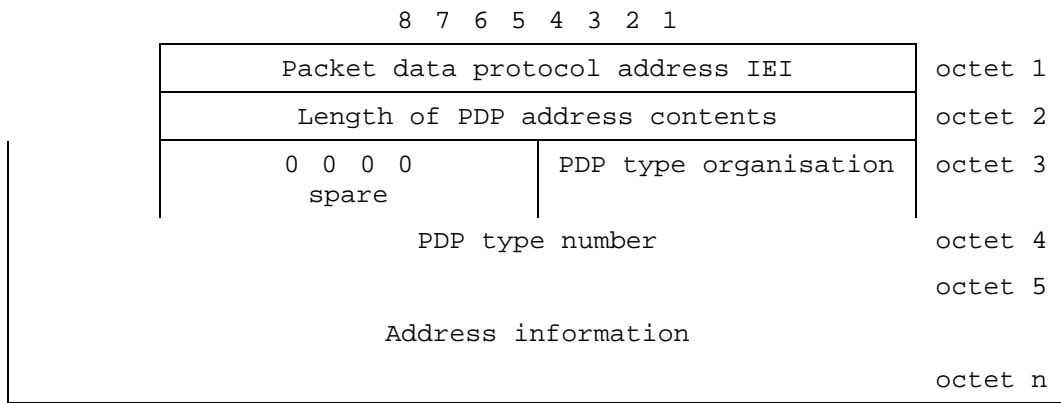 8 7 6 5 4 3 2 1
Packet data protocol address IEI octet 1
Length of PDP address contents octet 2
0 0 0 0 PDP type organisation octet 3
spare
PDP type number octet 4
octet 5
Address information
octet n